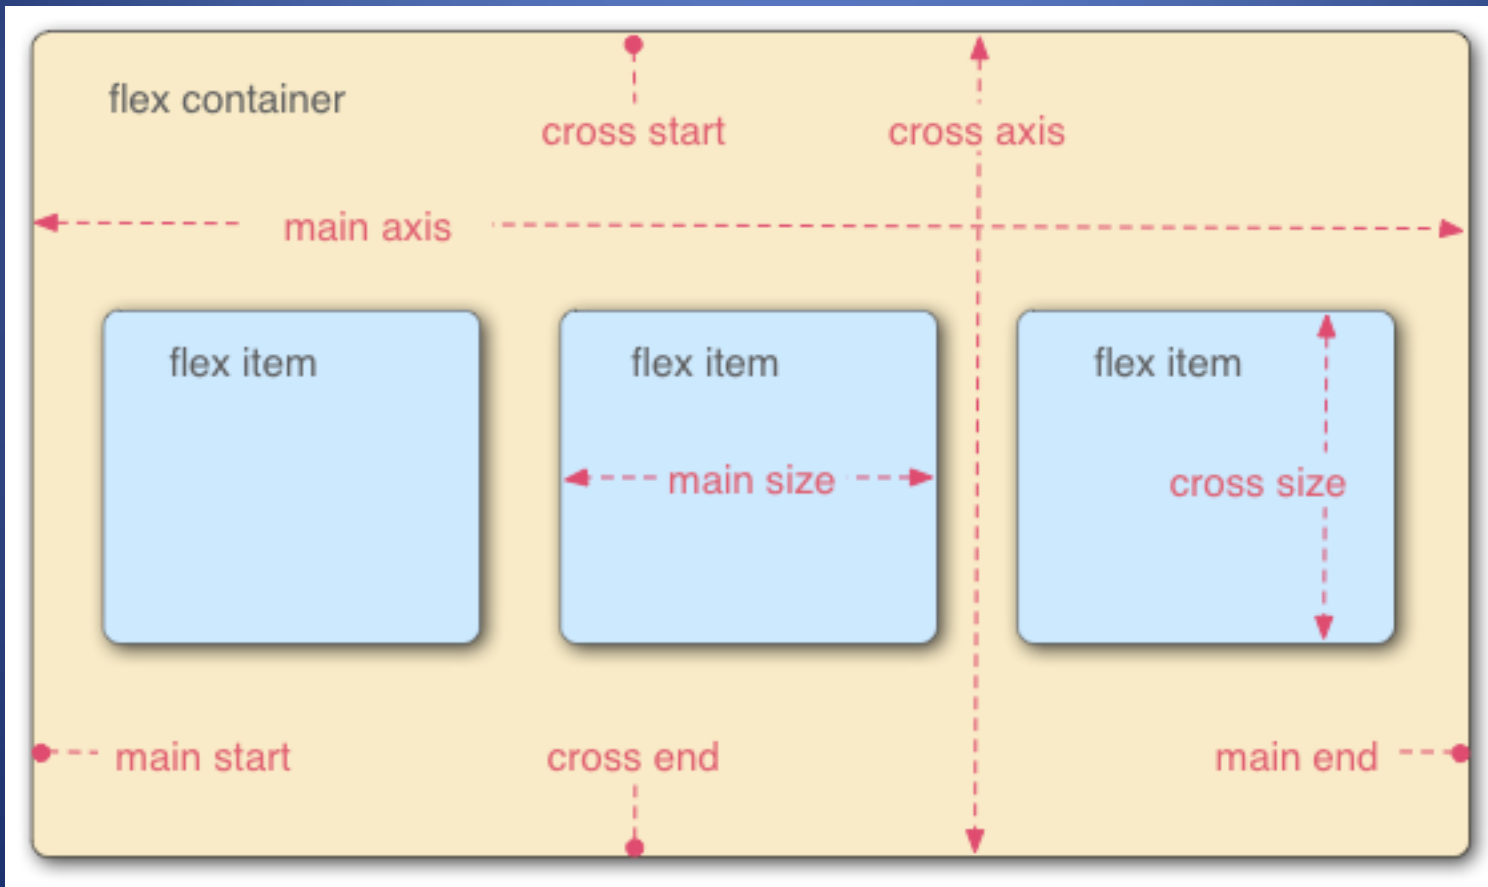 flex container
cross start
cross axis
main axis
flex item
flex item
flex item
main size
cross size
main start
cross end
main end